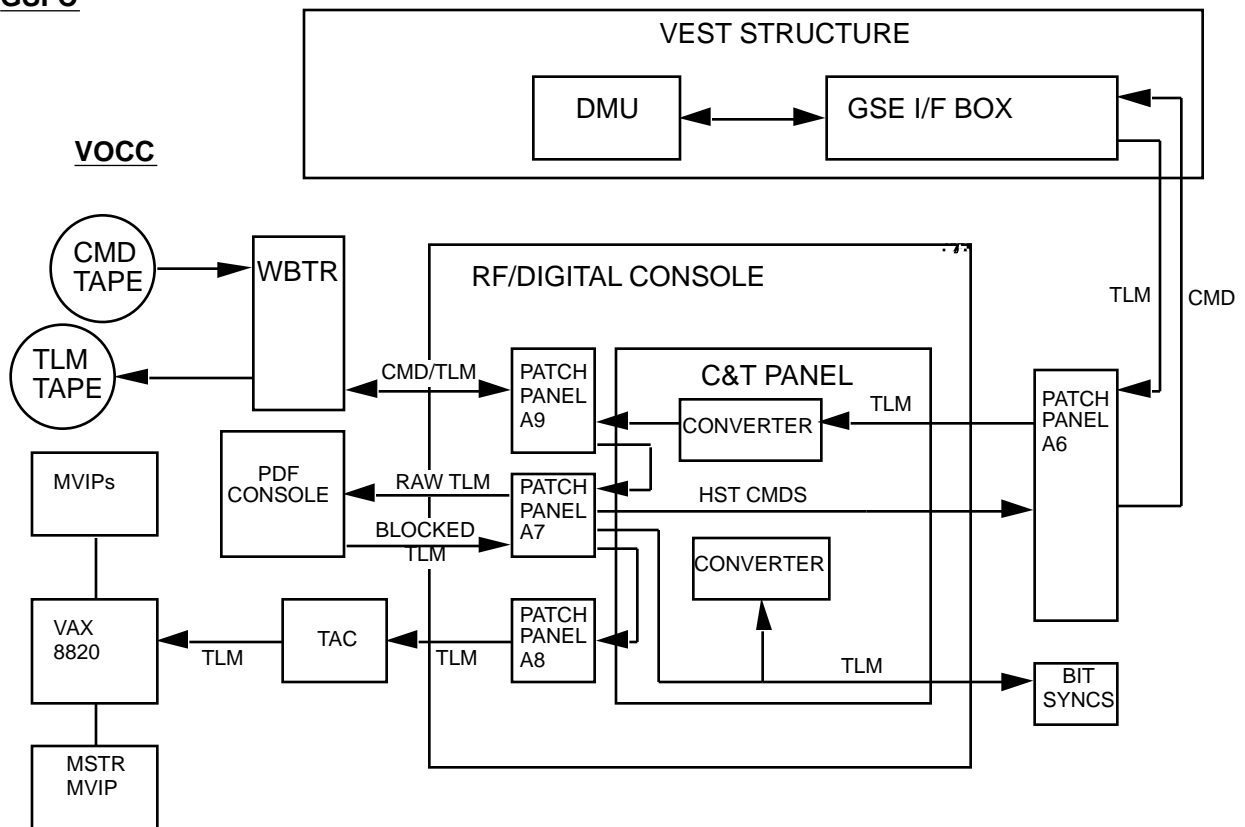 VEST STRUCTURE
DMU
GSE I/F BOX
VOCC
CMD
TAPE
WBTR
RF/DIGITAL CONSOLE
TLM
CMD
TLM
TAPE
CMD/TLM
PATCH
PANEL
A9
C&T PANEL
CONVERTER
TLM
PATCH
PANEL
A6
MVIPs
PDF
CONSOLE
RAW TLM
BLOCKED
TLM
PATCH
PANEL
A7
HST CMDS
CONVERTER
VAX
8820
TLM
TAC
TLM
PATCH
PANEL
A8
TLM
BIT
SYNCS
MSTR
MVIP